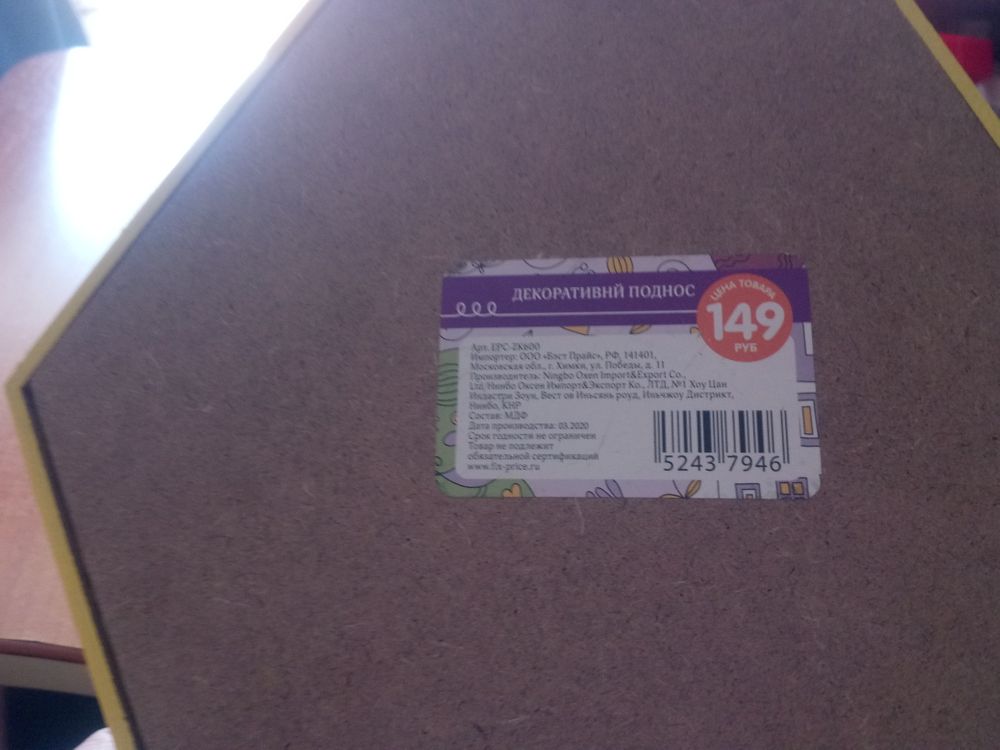 ДЕКОРАТИВНЙ ПОДНОС
ЦЕНА ТОВАРА
149
РУБ
Арт. EPC-ZK600
Импортер: ООО «Бэст Прайс», РФ, 141401,
Московская обл., г. Химки, ул. Победы, д. 11
Производитель: Ningbo Oxen Import&Export Co.,
Ltd/Нинбо Оксен Импорт&Экспорт Ко., ЛТД, №1 Хоу Цан
Индастри Зоун, Вест ов Иньсянь роуд, Иньчжоу Дистрикт,
Нинбо, КНР
Состав: МДФ
Дата производства: 03.2020
Срок годности не ограничен
Товар не подлежит
обязательной сертификаций
www.fix-price.ru
5243 7946